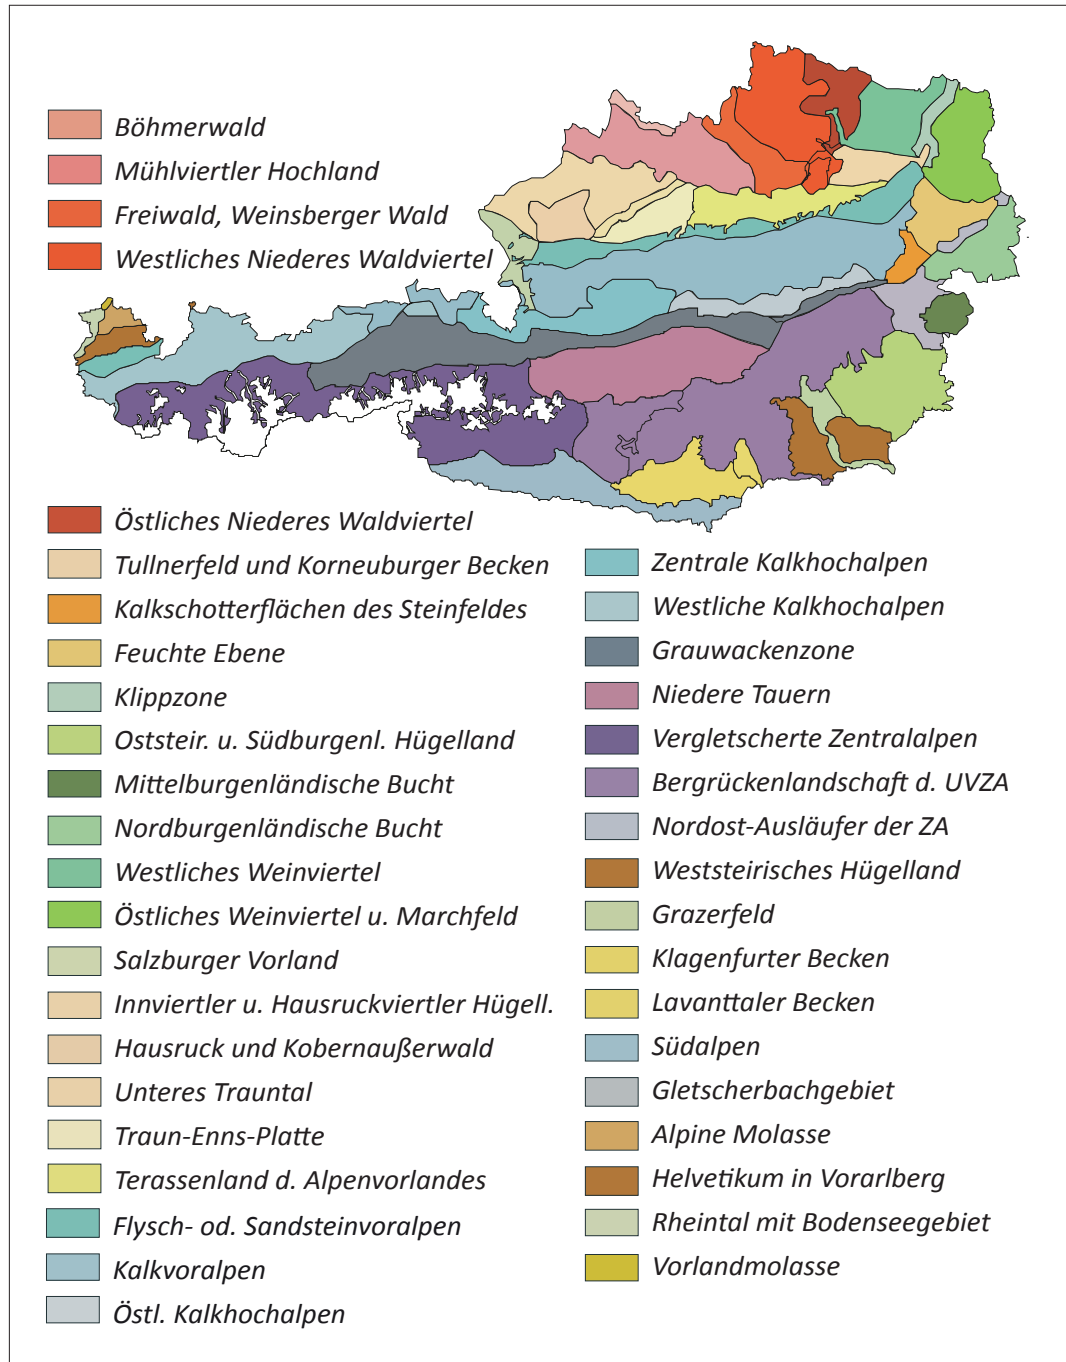 Böhmerwald
Mühlviertler Hochland
Freiwald, Weinsberger Wald
Westliches Niederes Waldviertel
Östliches Niederes Waldviertel
Tullnerfeld und Korneuburger Becken
Kalkschotterflächen des Steinfeldes
Feuchte Ebene
Klippzone
Oststeir. u. Südburgenl. Hügelland
Mittelburgenländische Bucht
Nordburgenländische Bucht
Westliches Weinviertel
Östliches Weinviertel u. Marchfeld
Salzburger Vorland
Innviertler u. Hausruckviertler Hügell.
Hausruck und Kobernaußerwald
Unteres Trauntal
Traun-Enns-Platte
Terassenland d. Alpenvorlandes
Flysch- od. Sandsteinvoralpen
Kalkvoralpen
Östl. Kalkhochalpen
Zentrale Kalkhochalpen
Westliche Kalkhochalpen
Grauwackenzone
Niedere Tauern
Vergletscherte Zentralalpen
Bergrückenlandschaft d. UVZA
Nordost-Ausläufer der ZA
Weststeirisches Hügelland
Grazerfeld
Klagenfurter Becken
Lavanttaler Becken
Südalpen
Gletscherbachgebiet
Alpine Molasse
Helvetikum in Vorarlberg
Rheintal mit Bodenseegebiet
Vorlandmolasse